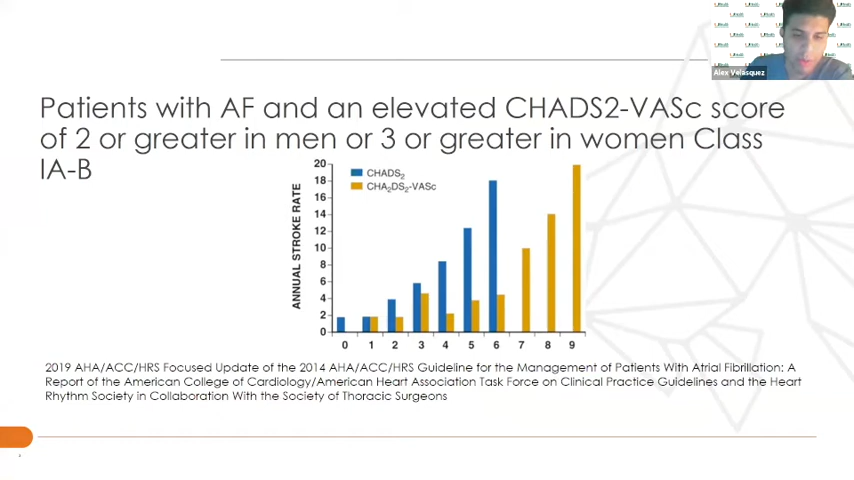 Alex Velasquez
Patients with AF and an elevated CHADS2-VASc score
of 2 or greater in men or 3 or greater in women Class
IA-B
CHADS₂
CHA₂DS₂-VASc
ANNUAL STROKE RATE
20
18
16
14
12
10
8
6
4
2
0
0 1 2 3 4 5 6 7 8 9
2019 AHA/ACC/HRS Focused Update of the 2014 AHA/ACC/HRS Guideline for the Management of Patients With Atrial Fibrillation: A
Report of the American College of Cardiology/American Heart Association Task Force on Clinical Practice Guidelines and the Heart
Rhythm Society in Collaboration With the Society of Thoracic Surgeons